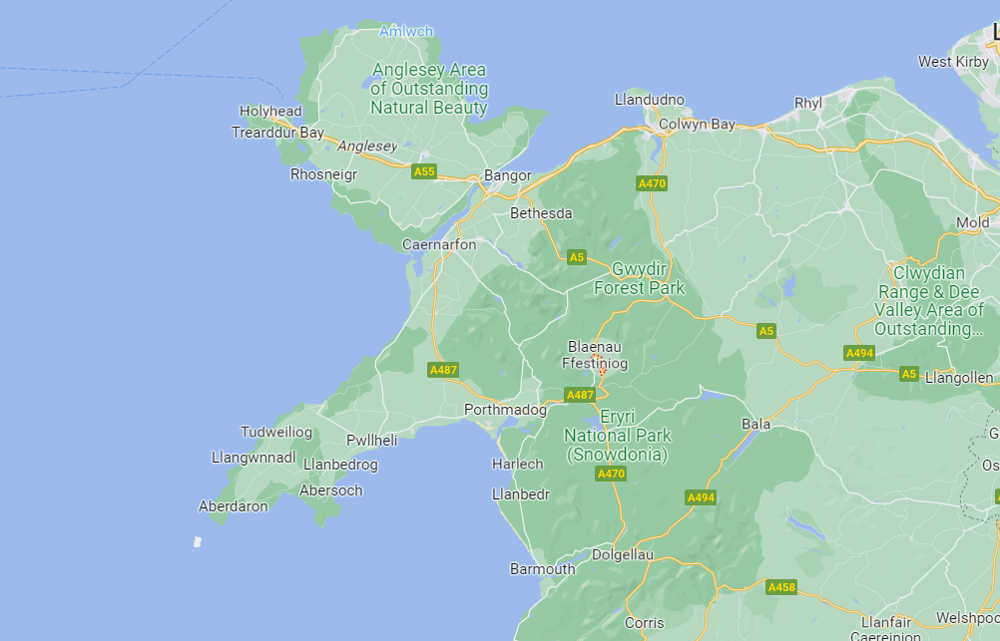 Amlwch
L
West Kirby
Anglesey Area
of Outstanding
Natural Beauty
Llandudno
Rhyl
Holyhead
Colwyn Bay
Trearddur Bay
Anglesey
A55
Rhosneigr
Bangor
A470
Bethesda
Mold
Caernarfon
A5
Gwydir
Forest Park
Clwydian
Range & Dee
Valley Area of
Outstanding...
A5
Blaenau
Ffestiniog
A494
A487
A5
Llangollen
A487
Porthmadog
Eryri
National Park
(Snowdonia)
Bala
Tudweiliog
Pwllheli
G
Llangwnnadl
Llanbedrog
Harlech
Os
A470
Abersoch
Llanbedr
A494
Aberdaron
Dolgellau
Barmouth
A458
Corris
Llanfair
Caereinion
Welshpoo